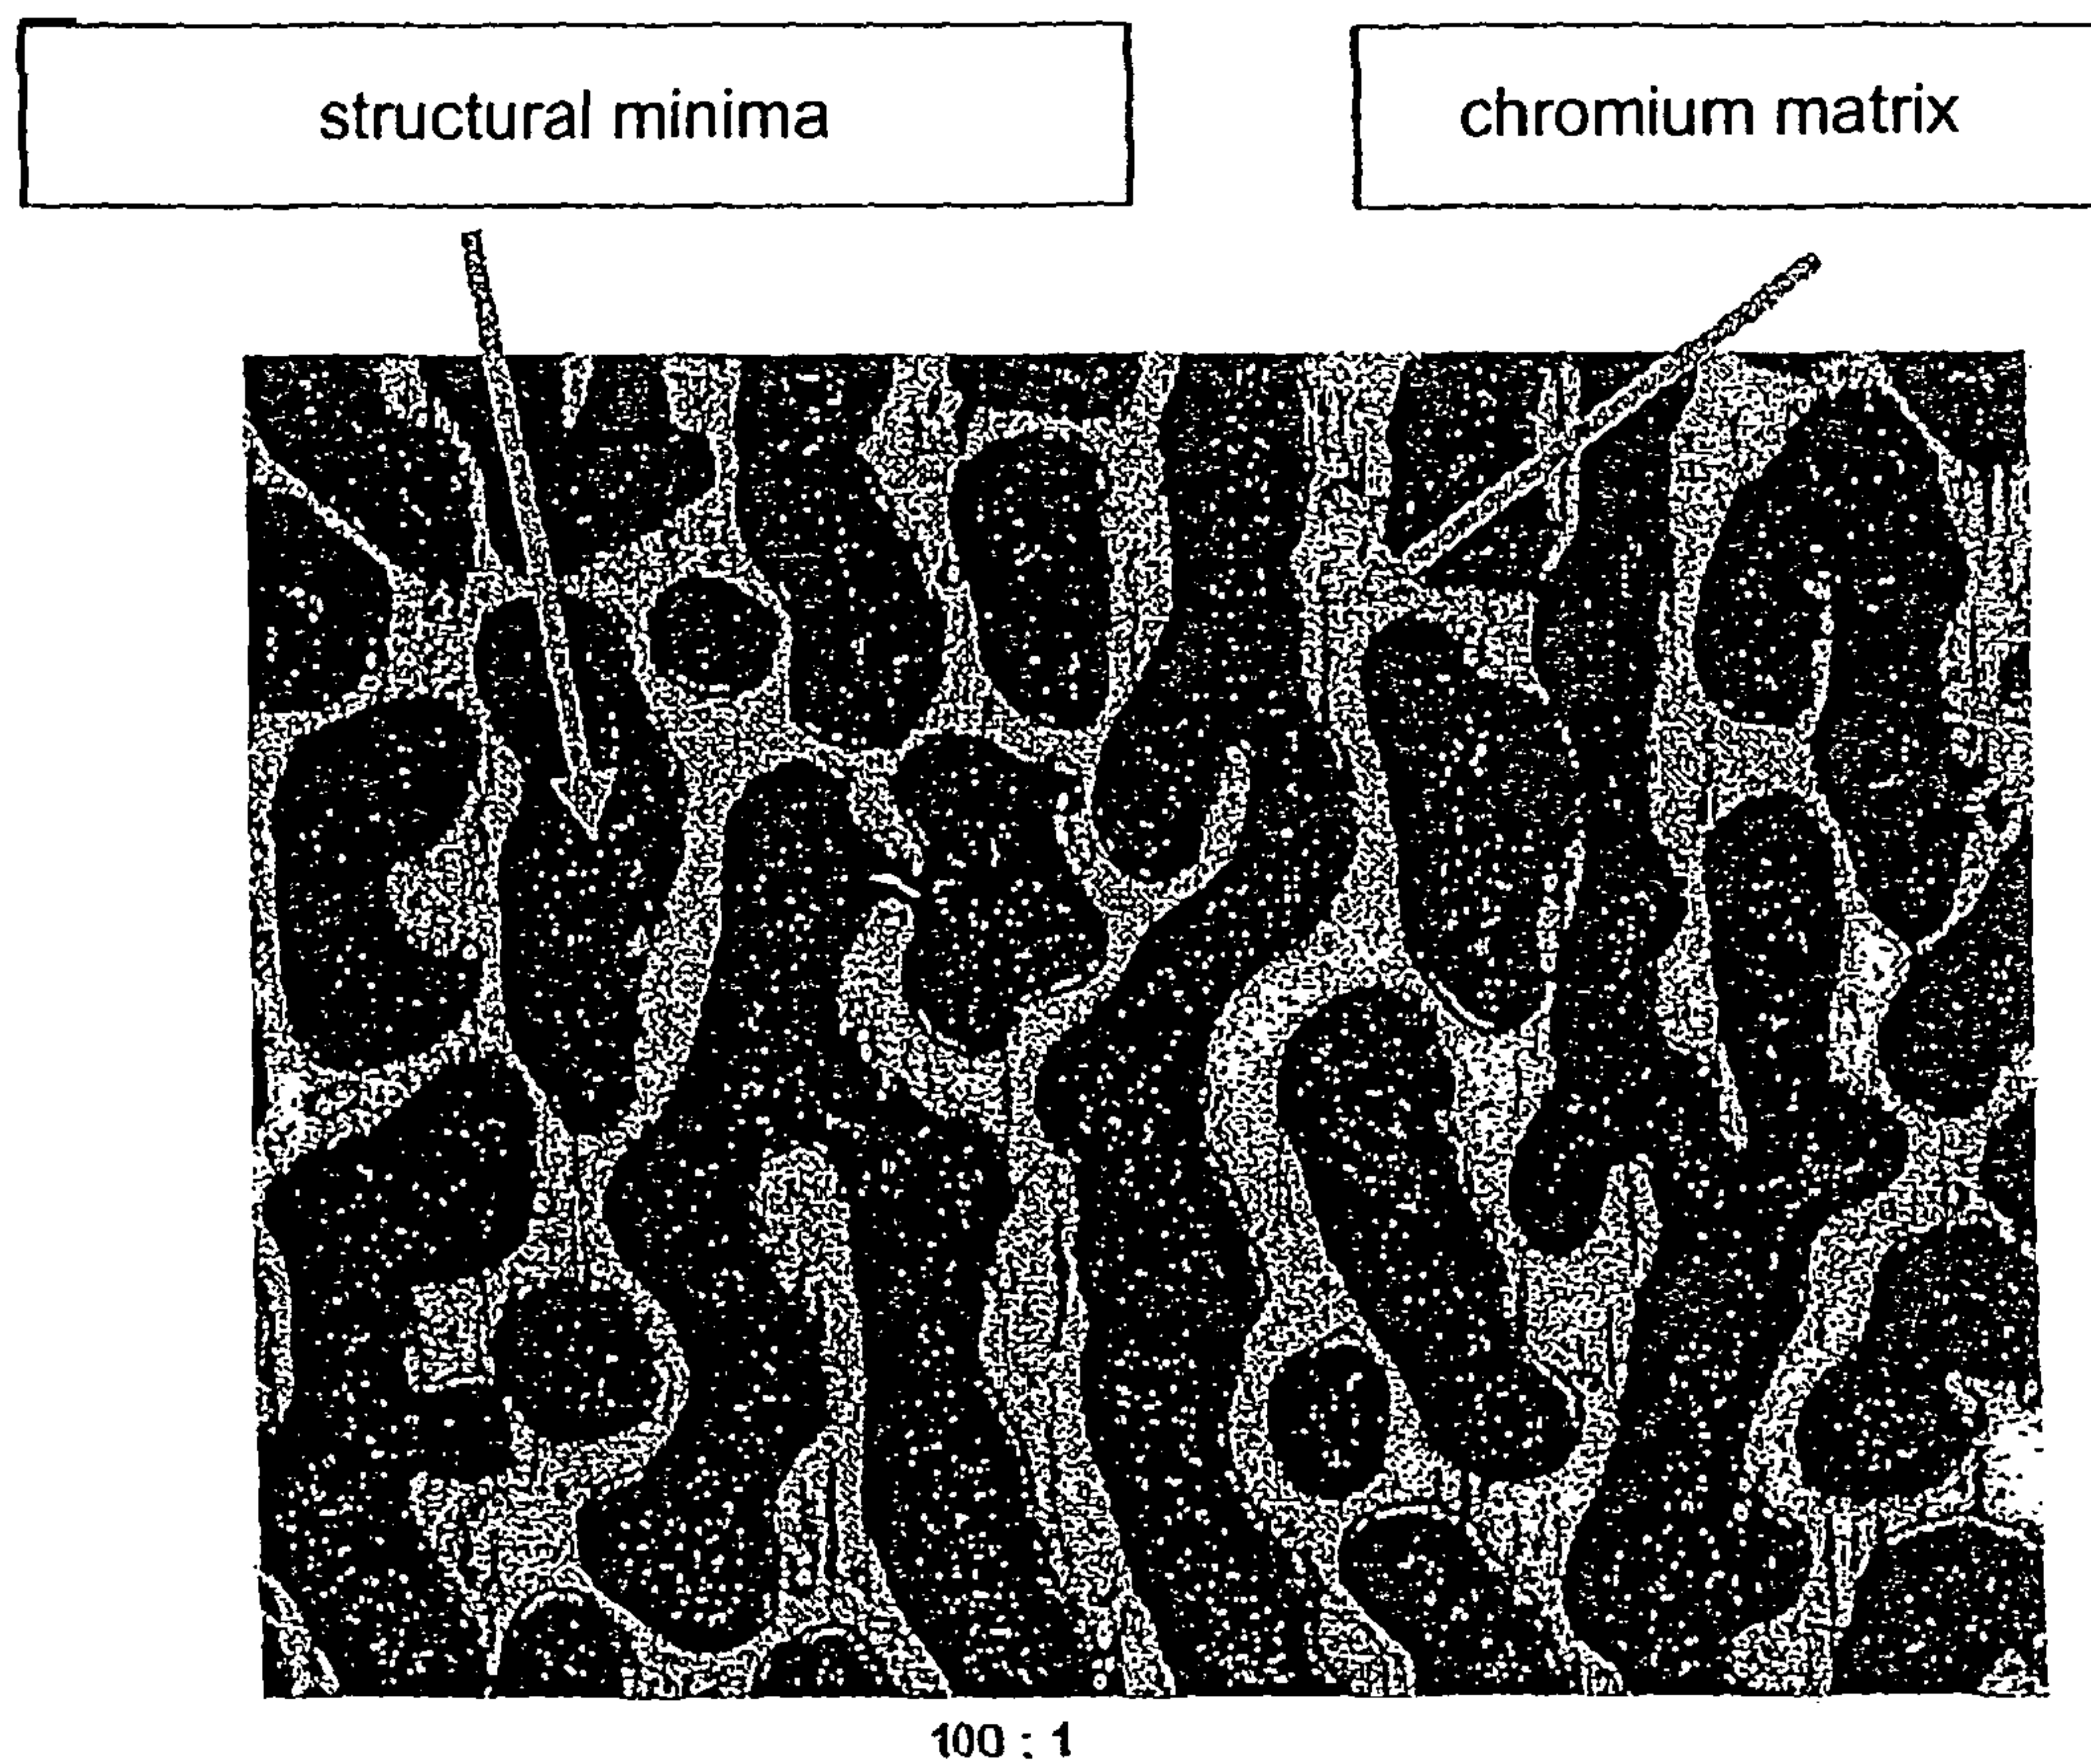 structural minima
chromium matrix
100 : 1